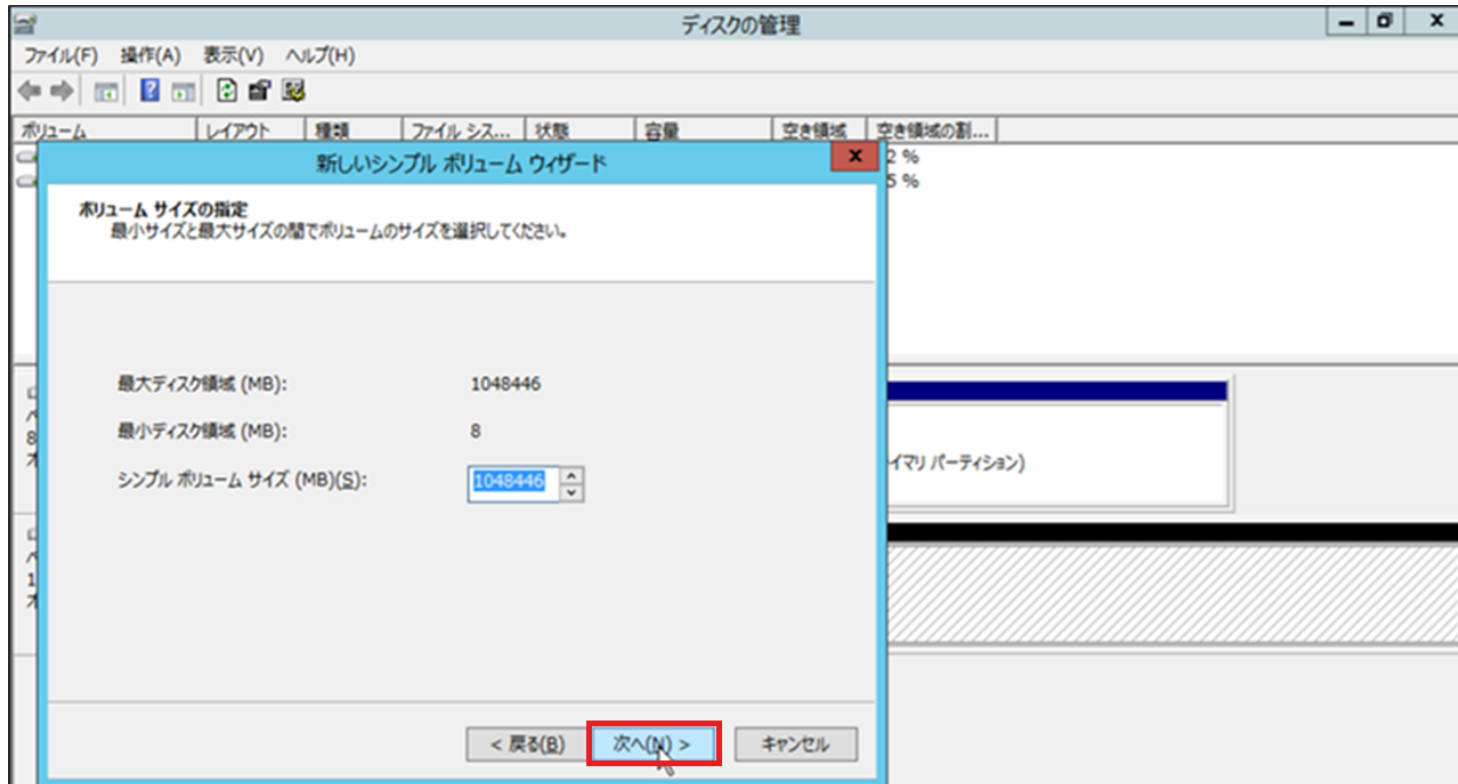 ディスクの管理
ファイル(F) 操作(A) 表示(V) ヘルプ(H)
ボリューム レイアウト 種類 ファイル シス... 状態 容量 空き領域 空き領域の割...
2 %
5 %
新しいシンプル ボリューム ウィザード
ボリューム サイズの指定
最小サイズと最大サイズの間でボリュームのサイズを選択してください。
最大ディスク領域 (MB): 1048446
最小ディスク領域 (MB): 8
シンプル ボリューム サイズ (MB)(S): 1048446
イマリ パーティション)
< 戻る(B) 次へ(N) > キャンセル